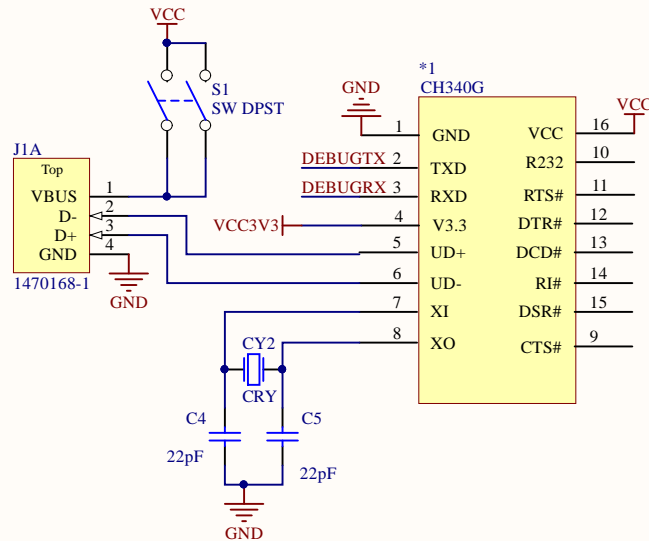 VCC
S1
SW DPST
J1A
Top
VBUS 1
D- 2
D+ 3
GND 4
1470168-1
GND
*1
CH340G
GND
1 GND
DEBUGTX 2 TXD
DEBUGRX 3 RXD
VCC3V3 4 V3.3
5 UD+
6 UD-
7 XI
8 XO
VCC 16 VCC
R232 10
RTS# 11
DTR# 12
DCD# 13
RI# 14
DSR# 15
CTS# 9
CY2
CRY
C4
22pF
C5
22pF
GND